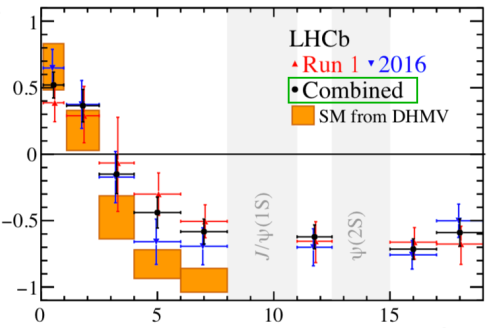 1
0.5
0
−0.5
−1
LHCb
Run 1 2016
Combined
SM from DHMV
J/ψ(1S)
ψ(2S)
0 5 10 15